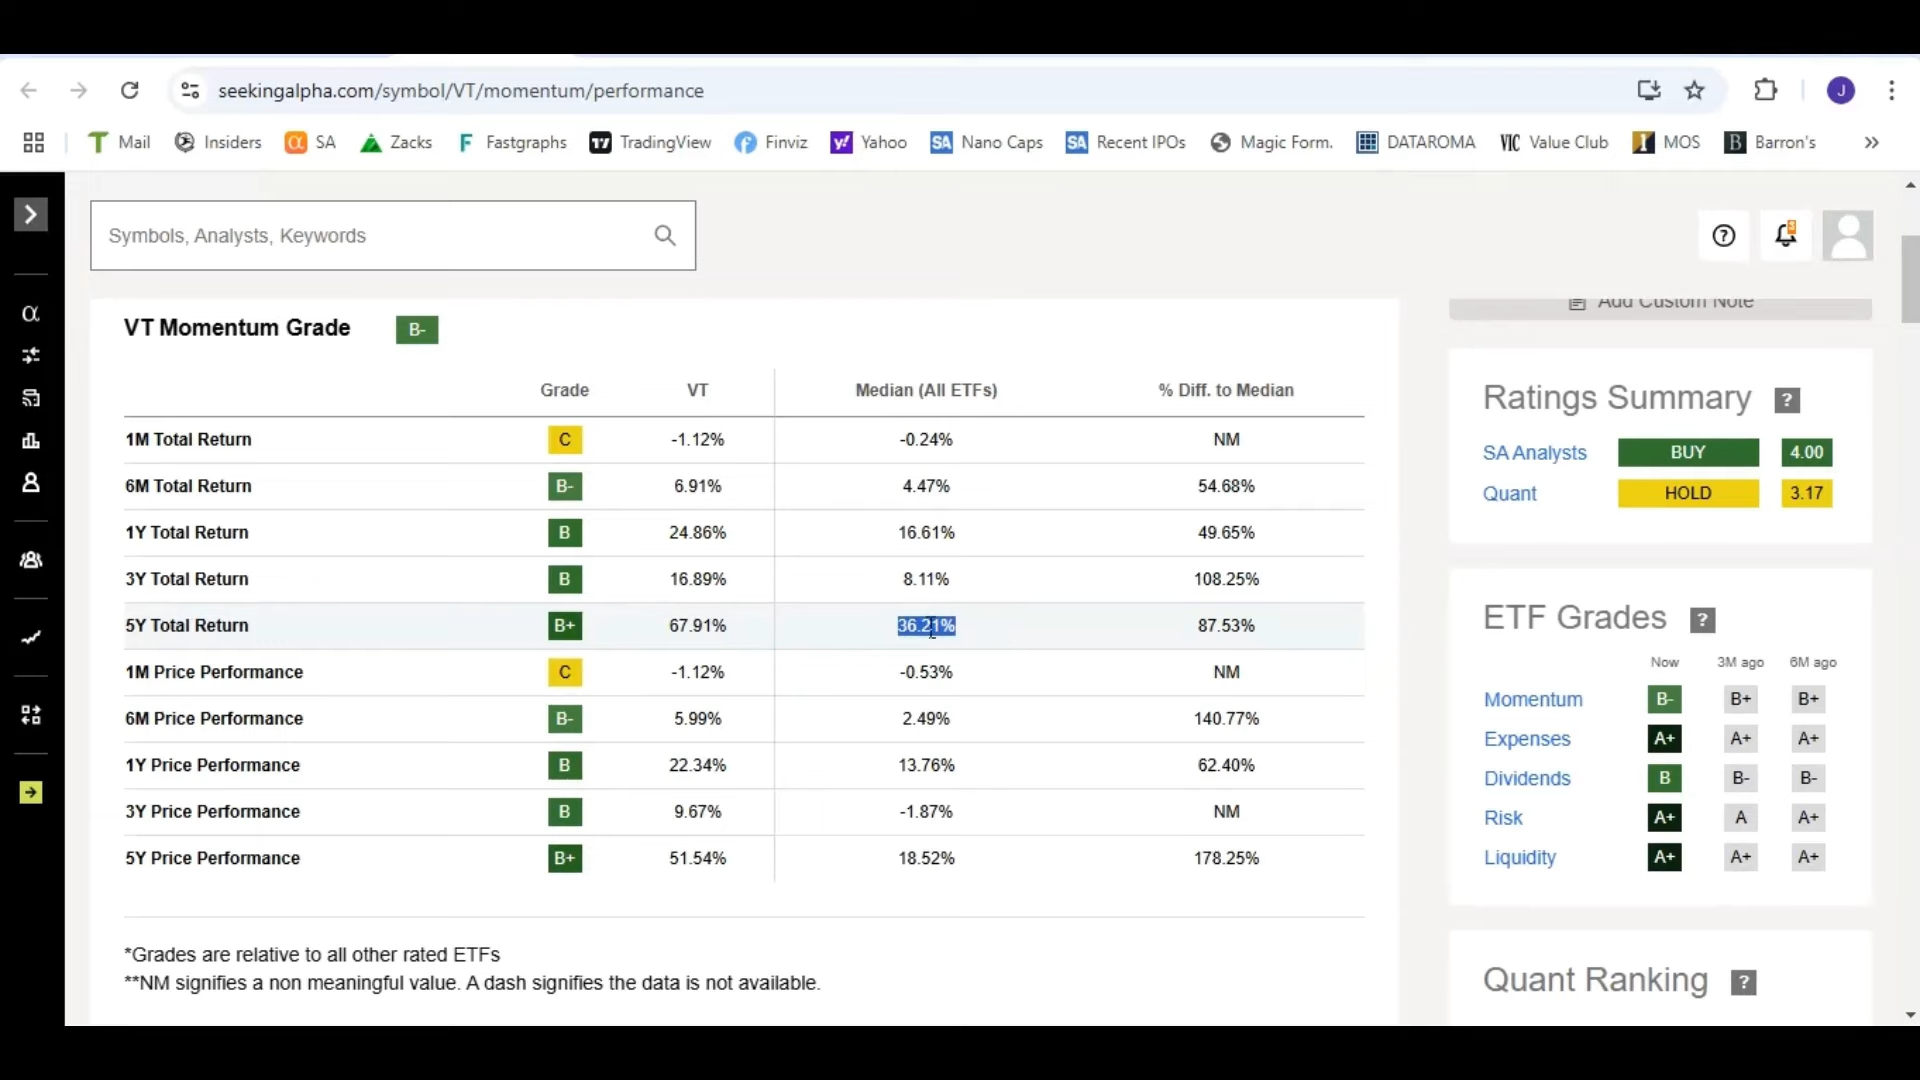 seekingalpha.com/symbol/VT/momentum/performance
J
Mail Insiders α SA Zacks F Fastgraphs TradingView Finviz y! Yahoo SA Nano Caps SA Recent IPOs Magic Form. DATAROMA VIC Value Club MOS B Barron's »
Symbols, Analysts, Keywords
Add Custom Note
VT Momentum Grade B-
Grade VT Median (All ETFs) % Diff. to Median
1M Total Return C -1.12% -0.24% NM
6M Total Return B- 6.91% 4.47% 54.68%
1Y Total Return B 24.86% 16.61% 49.65%
3Y Total Return B 16.89% 8.11% 108.25%
5Y Total Return B+ 67.91% 36.21% 87.53%
1M Price Performance C -1.12% -0.53% NM
6M Price Performance B- 5.99% 2.49% 140.77%
1Y Price Performance B 22.34% 13.76% 62.40%
3Y Price Performance B 9.67% -1.87% NM
5Y Price Performance B+ 51.54% 18.52% 178.25%
*Grades are relative to all other rated ETFs
**NM signifies a non meaningful value. A dash signifies the data is not available.
Ratings Summary ?
SA Analysts BUY 4.00
Quant HOLD 3.17
ETF Grades ?
Now 3M ago 6M ago
Momentum B- B+ B+
Expenses A+ A+ A+
Dividends B B- B-
Risk A+ A A+
Liquidity A+ A+ A+
Quant Ranking ?